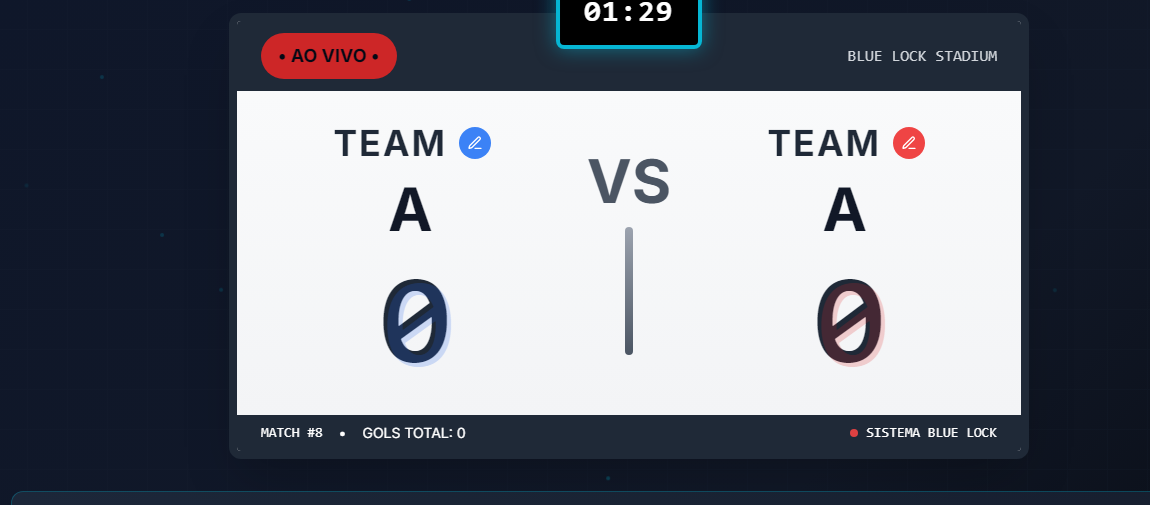 01:29
• AO VIVO •
BLUE LOCK STADIUM
TEAM
A
0
VS
TEAM
A
0
MATCH #8 • GOLS TOTAL: 0
SISTEMA BLUE LOCK